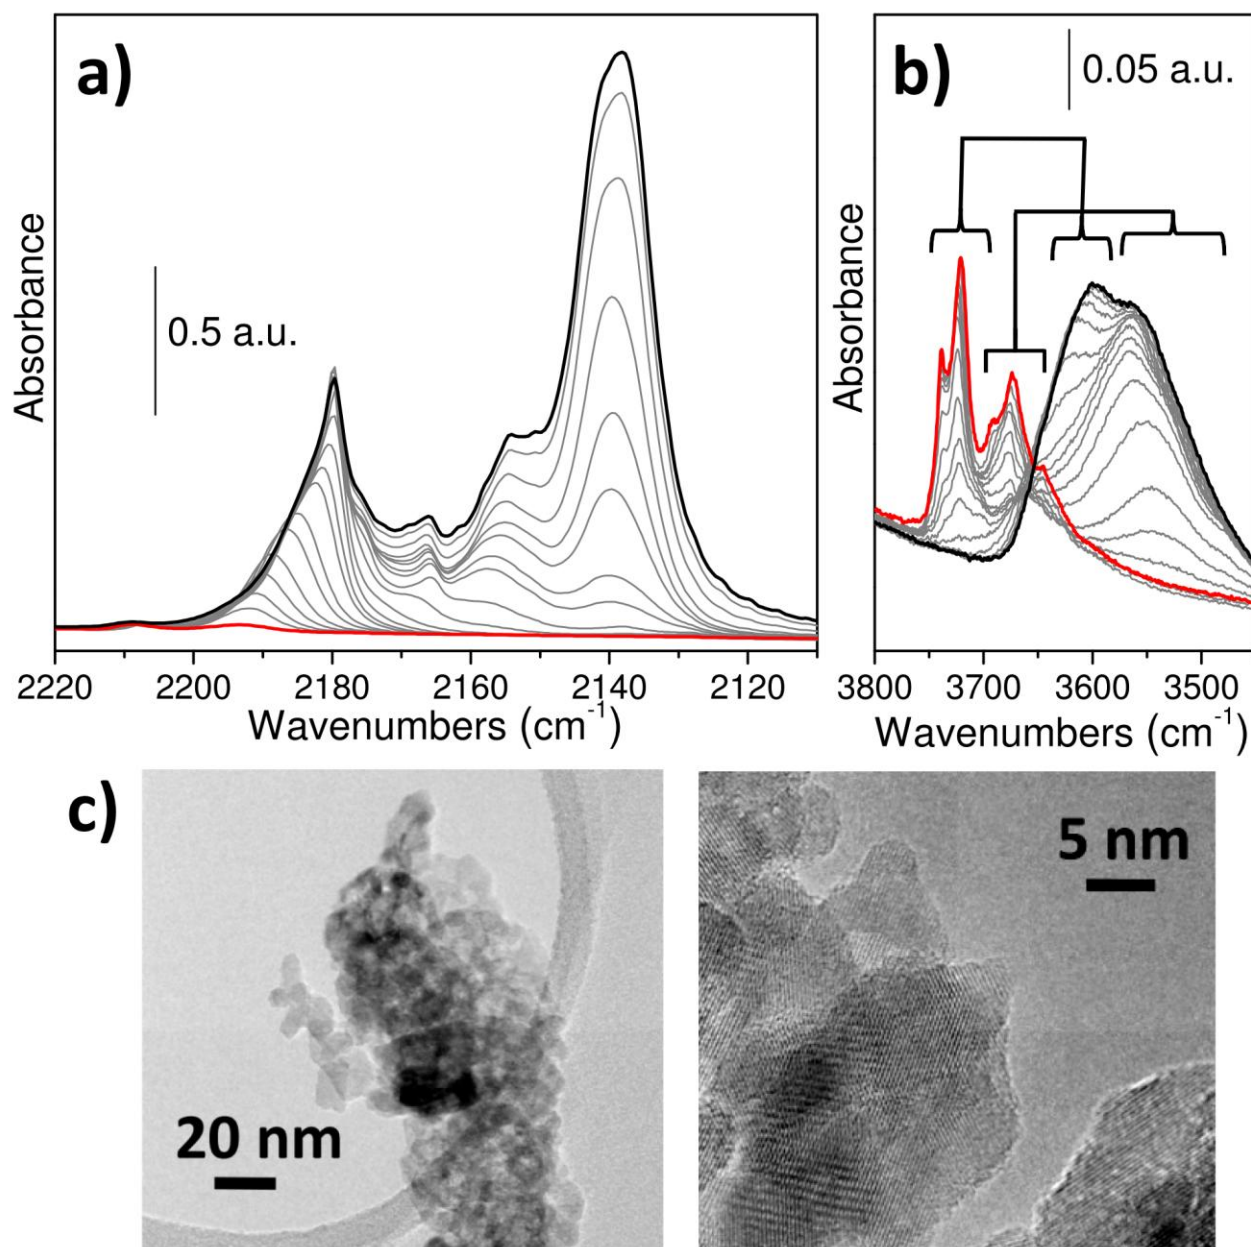 a)
0.5 a.u.
Absorbance
2220 2200 2180 2160 2140 2120
Wavenumbers (cm⁻¹)
b)
0.05 a.u.
Absorbance
3800 3700 3600 3500
Wavenumbers (cm⁻¹)
c)
20 nm
5 nm